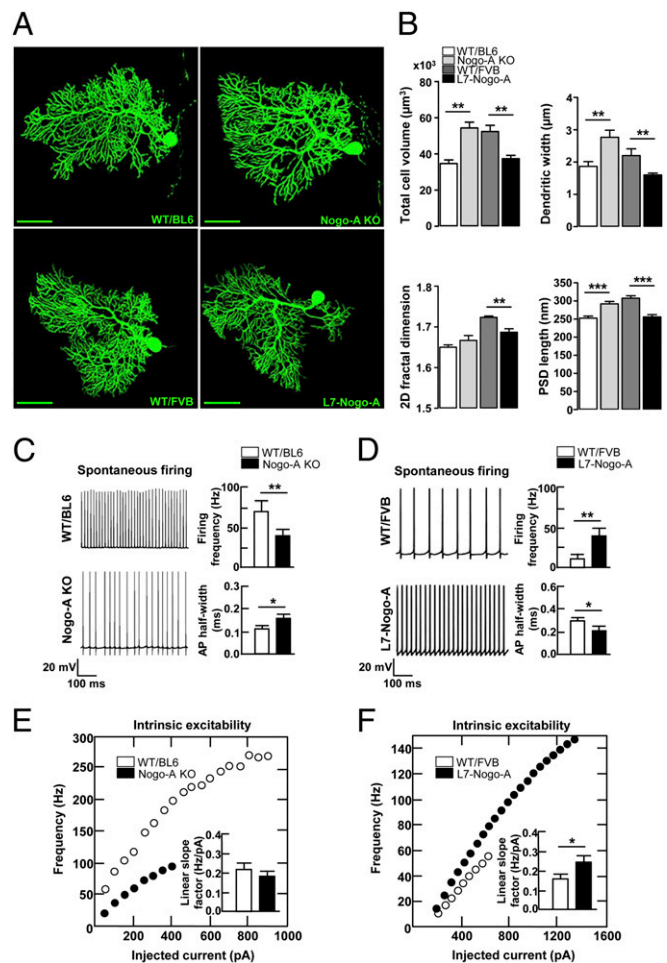 A
WT/BL6
Nogo-A KO
WT/FVB
L7-Nogo-A
B
WT/BL6
Nogo-A KO
WT/FVB
L7-Nogo-A
x10³
Total cell volume (µm³)
80
60
40
20
0
**
**
Dendritic width (µm)
4
3
2
1
0
**
**
2D fractal dimension
1.8
1.7
1.6
1.5
**
PSD length (nm)
350
300
250
200
150
100
50
0
***
***
C
WT/BL6
Nogo-A KO
Spontaneous firing
WT/BL6
Nogo-A KO
20 mV
100 ms
Firing
frequency (Hz)
100
50
0
**
AP half-width
(ms)
0.3
0.2
0.1
0.0
*
D
WT/FVB
L7-Nogo-A
Spontaneous firing
WT/FVB
L7-Nogo-A
20 mV
100 ms
Firing
frequency (Hz)
100
50
0
**
AP half-width
(ms)
0.6
0.4
0.2
0.0
*
E
Intrinsic excitability
WT/BL6
Nogo-A KO
Frequency (Hz)
300
250
200
150
100
50
0
0
200
400
600
800
1000
Injected current (pA)
Linear slope
factor (Hz/pA)
0.4
0.3
0.2
0.1
0.0
F
Intrinsic excitability
WT/FVB
L7-Nogo-A
Frequency (Hz)
140
120
100
80
60
40
20
0
400
800
1200
1600
Injected current (pA)
Linear slope
factor (Hz/pA)
0.4
0.3
0.2
0.1
0.0
*